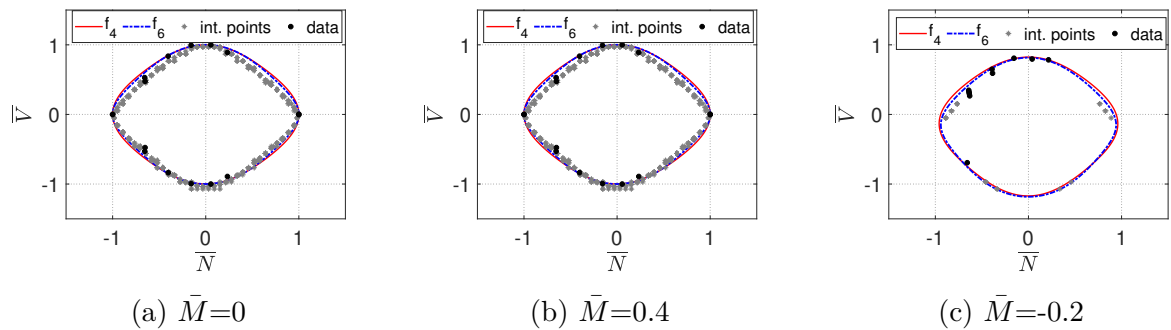 f4 f6 int. points data
V̅
1
0
-1
-1 0 1
N̅
(a) M̄=0
f4 f6 int. points data
V̅
1
0
-1
-1 0 1
N̅
(b) M̄=0.4
f4 f6 int. points data
V̅
1
0
-1
-1 0 1
N̅
(c) M̄=-0.2